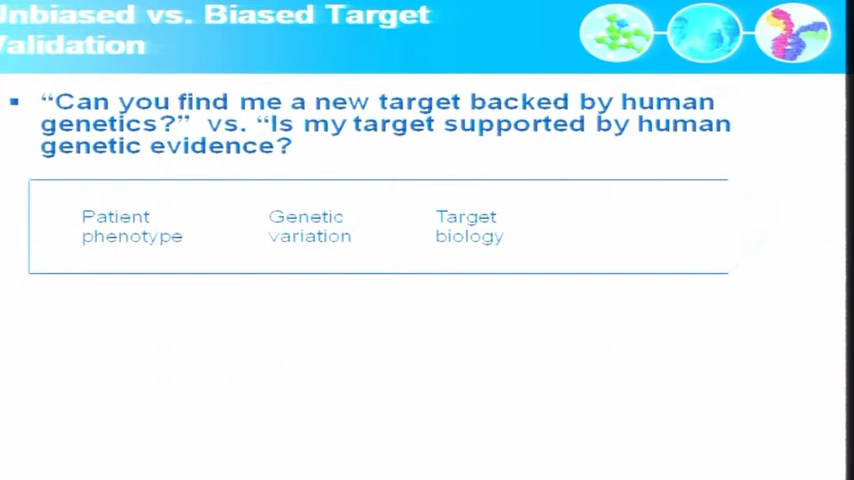 Unbiased vs. Biased Target
Validation
“Can you find me a new target backed by human
genetics?” vs. “Is my target supported by human
genetic evidence?
Patient
phenotype
Genetic
variation
Target
biology